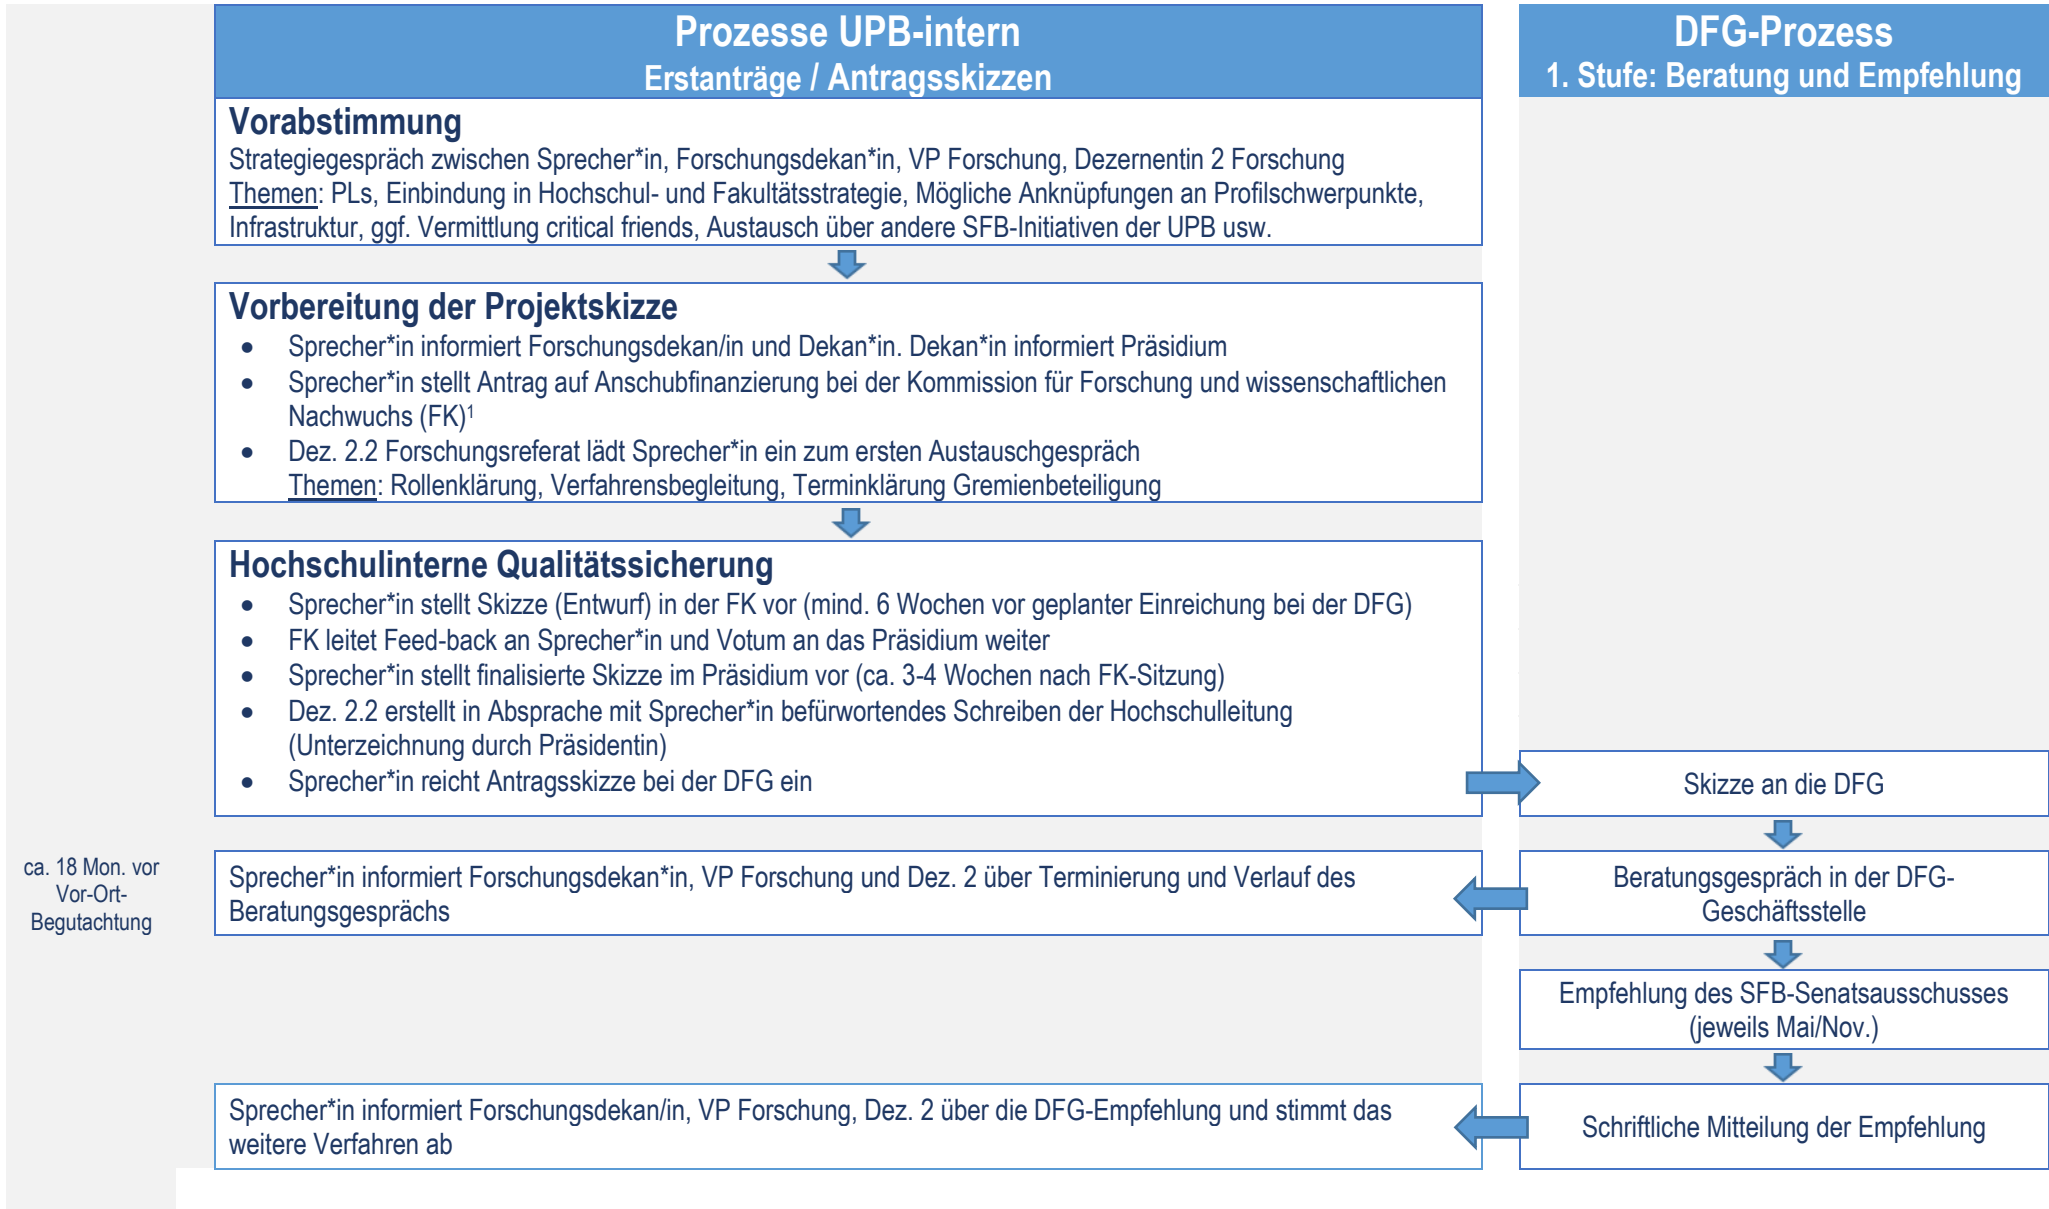 Prozesse UPB-intern
Erstanträge / Antragsskizzen
DFG-Prozess
1. Stufe: Beratung und Empfehlung
Vorabstimmung
Strategiegespräch zwischen Sprecher*in, Forschungsdekan*in, VP Forschung, Dezernentin 2 Forschung
Themen: PLs, Einbindung in Hochschul- und Fakultätsstrategie, Mögliche Anknüpfungen an Profilschwerpunkte,
Infrastruktur, ggf. Vermittlung critical friends, Austausch über andere SFB-Initiativen der UPB usw.
Vorbereitung der Projektskizze
• Sprecher*in informiert Forschungsdekan/in und Dekan*in. Dekan*in informiert Präsidium
• Sprecher*in stellt Antrag auf Anschubfinanzierung bei der Kommission für Forschung und wissenschaftlichen
Nachwuchs (FK)¹
• Dez. 2.2 Forschungsreferat lädt Sprecher*in ein zum ersten Austauschgespräch
Themen: Rollenklärung, Verfahrensbegleitung, Terminklärung Gremienbeteiligung
Hochschulinterne Qualitätssicherung
• Sprecher*in stellt Skizze (Entwurf) in der FK vor (mind. 6 Wochen vor geplanter Einreichung bei der DFG)
• FK leitet Feed-back an Sprecher*in und Votum an das Präsidium weiter
• Sprecher*in stellt finalisierte Skizze im Präsidium vor (ca. 3-4 Wochen nach FK-Sitzung)
• Dez. 2.2 erstellt in Absprache mit Sprecher*in befürwortendes Schreiben der Hochschulleitung
(Unterzeichnung durch Präsidentin)
• Sprecher*in reicht Antragsskizze bei der DFG ein
Skizze an die DFG
ca. 18 Mon. vor
Vor-Ort-
Begutachtung
Sprecher*in informiert Forschungsdekan*in, VP Forschung und Dez. 2 über Terminierung und Verlauf des
Beratungsgesprächs
Beratungsgespräch in der DFG-
Geschäftsstelle
Empfehlung des SFB-Senatsausschusses
(jeweils Mai/Nov.)
Sprecher*in informiert Forschungsdekan/in, VP Forschung, Dez. 2 über die DFG-Empfehlung und stimmt das
weitere Verfahren ab
Schriftliche Mitteilung der Empfehlung